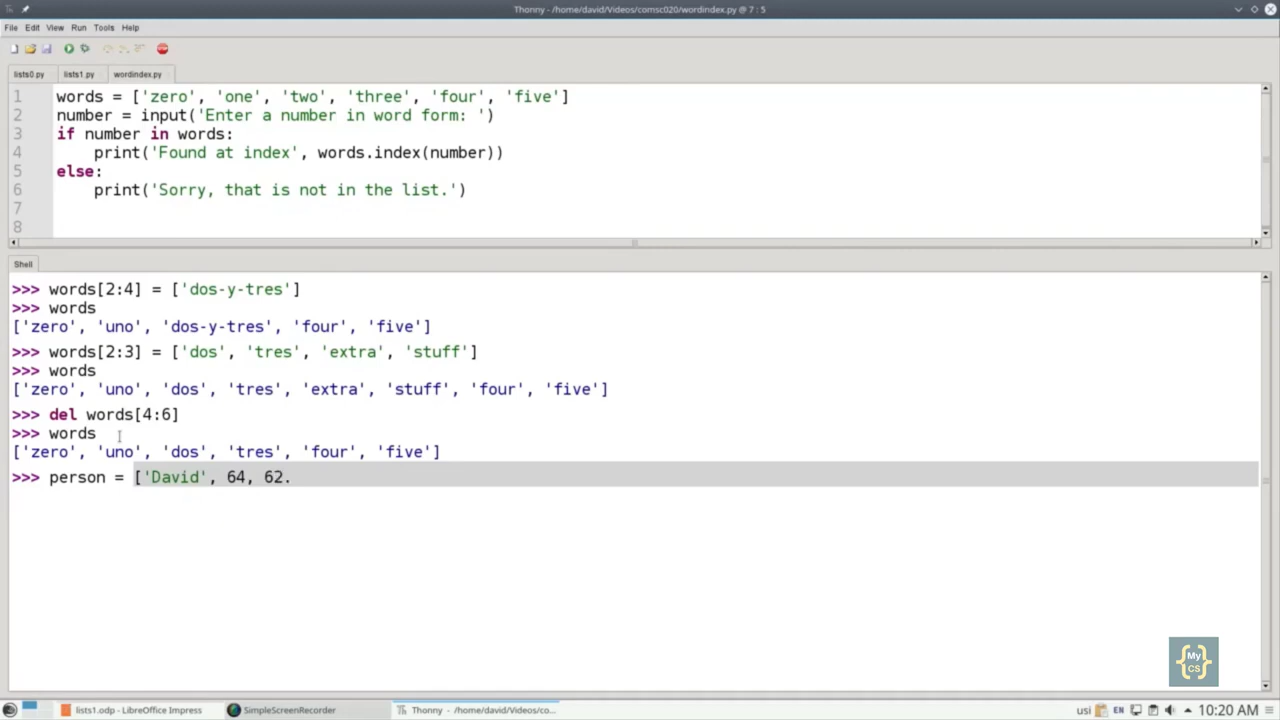 Thonny - /home/david/Videos/comsc020/wordindex.py @ 7 : 5
File Edit View Run Tools Help
lists0.py lists1.py wordindex.py
1 words = ['zero', 'one', 'two', 'three', 'four', 'five']
2 number = input('Enter a number in word form: ')
3 if number in words:
4     print('Found at index', words.index(number))
5 else:
6     print('Sorry, that is not in the list.')
7
8
Shell
>>> words[2:4] = ['dos-y-tres']
>>> words
['zero', 'uno', 'dos-y-tres', 'four', 'five']
>>> words[2:3] = ['dos', 'tres', 'extra', 'stuff']
>>> words
['zero', 'uno', 'dos', 'tres', 'extra', 'stuff', 'four', 'five']
>>> del words[4:6]
>>> words
['zero', 'uno', 'dos', 'tres', 'four', 'five']
>>> person = ['David', 64, 62.
{My CS}
lists1.odp - LibreOffice Impress SimpleScreenRecorder Thonny - /home/david/Videos/co... usi EN 10:20 AM